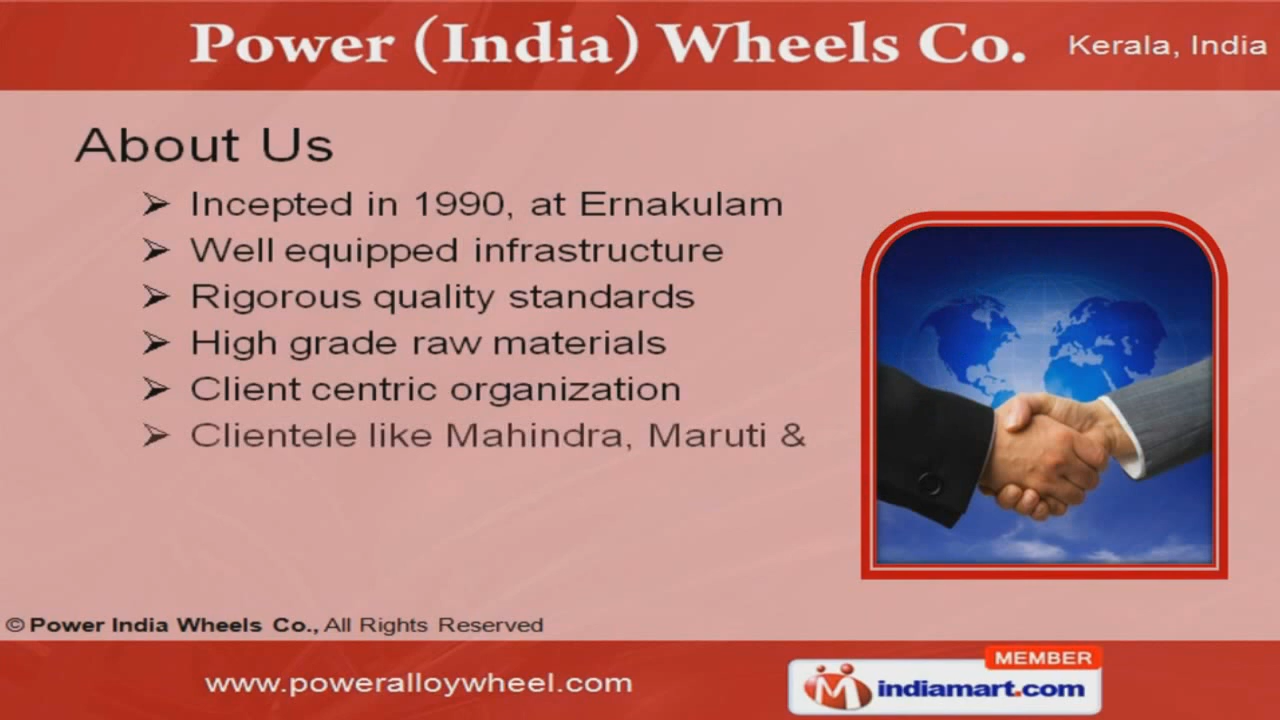 Power (India) Wheels Co.
Kerala, India
About Us
➢ Incepted in 1990, at Ernakulam
➢ Well equipped infrastructure
➢ Rigorous quality standards
➢ High grade raw materials
➢ Client centric organization
➢ Clientele like Mahindra, Maruti &
© Power India Wheels Co., All Rights Reserved
www.poweralloywheel.com
MEMBER
indiamart.com